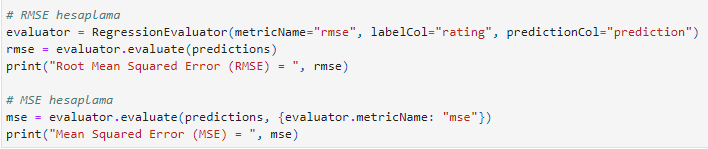 # RMSE hesaplama
evaluator = RegressionEvaluator(metricName="rmse", labelCol="rating", predictionCol="prediction")
rmse = evaluator.evaluate(predictions)
print("Root Mean Squared Error (RMSE) = ", rmse)
# MSE hesaplama
mse = evaluator.evaluate(predictions, {evaluator.metricName: "mse"})
print("Mean Squared Error (MSE) = ", mse)